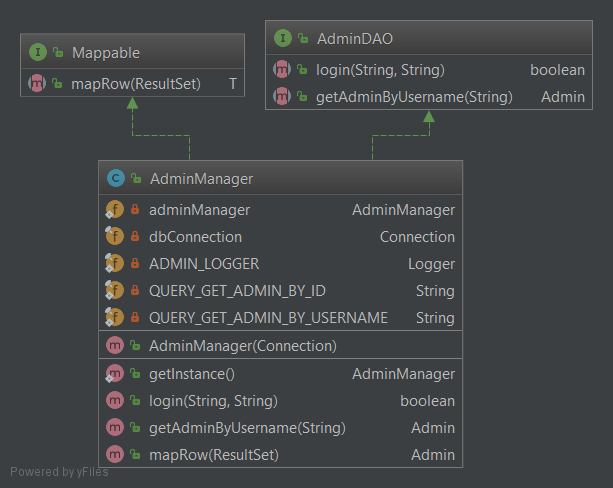 Mappable
mapRow(ResultSet) T
AdminDAO
login(String, String) boolean
getAdminByUsername(String) Admin
AdminManager
adminManager AdminManager
dbConnection Connection
ADMIN_LOGGER Logger
QUERY_GET_ADMIN_BY_ID String
QUERY_GET_ADMIN_BY_USERNAME String
AdminManager(Connection)
getInstance() AdminManager
login(String, String) boolean
getAdminByUsername(String) Admin
mapRow(ResultSet) Admin
Powered by yFiles